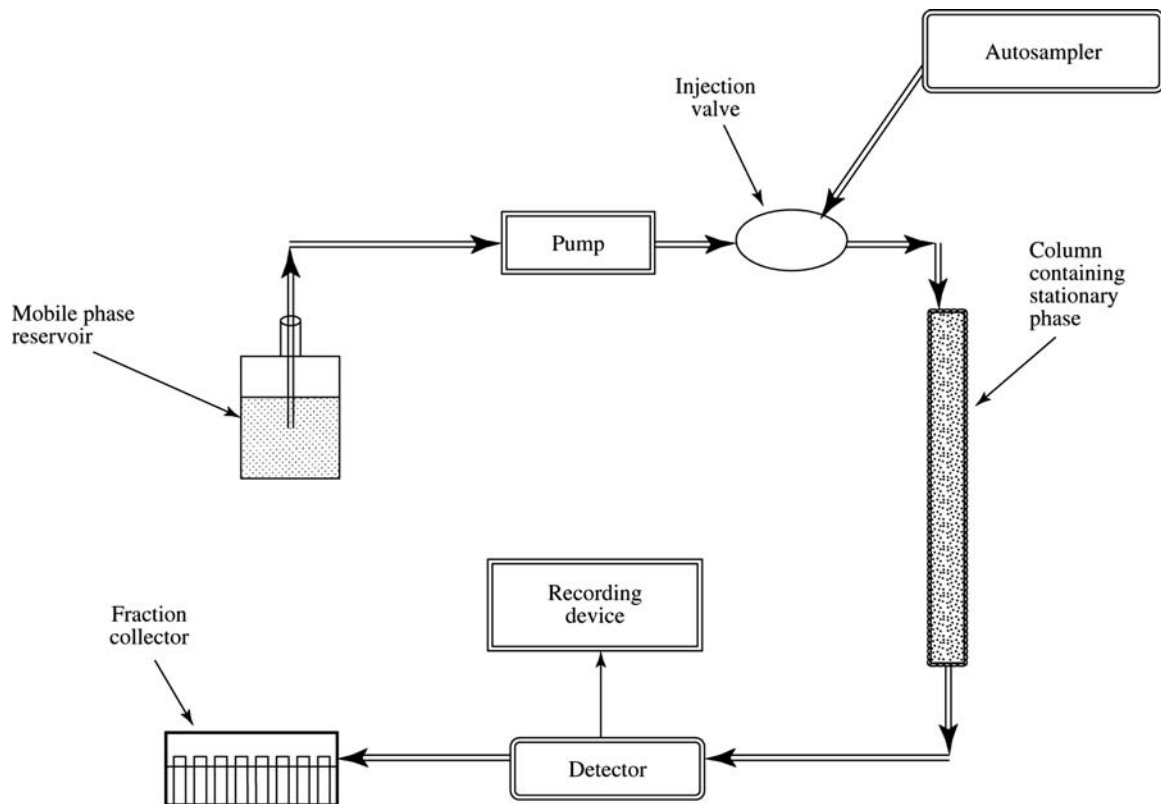 Autosampler
Injection
valve
Pump
Column
containing
stationary
phase
Mobile phase
reservoir
Recording
device
Fraction
collector
Detector